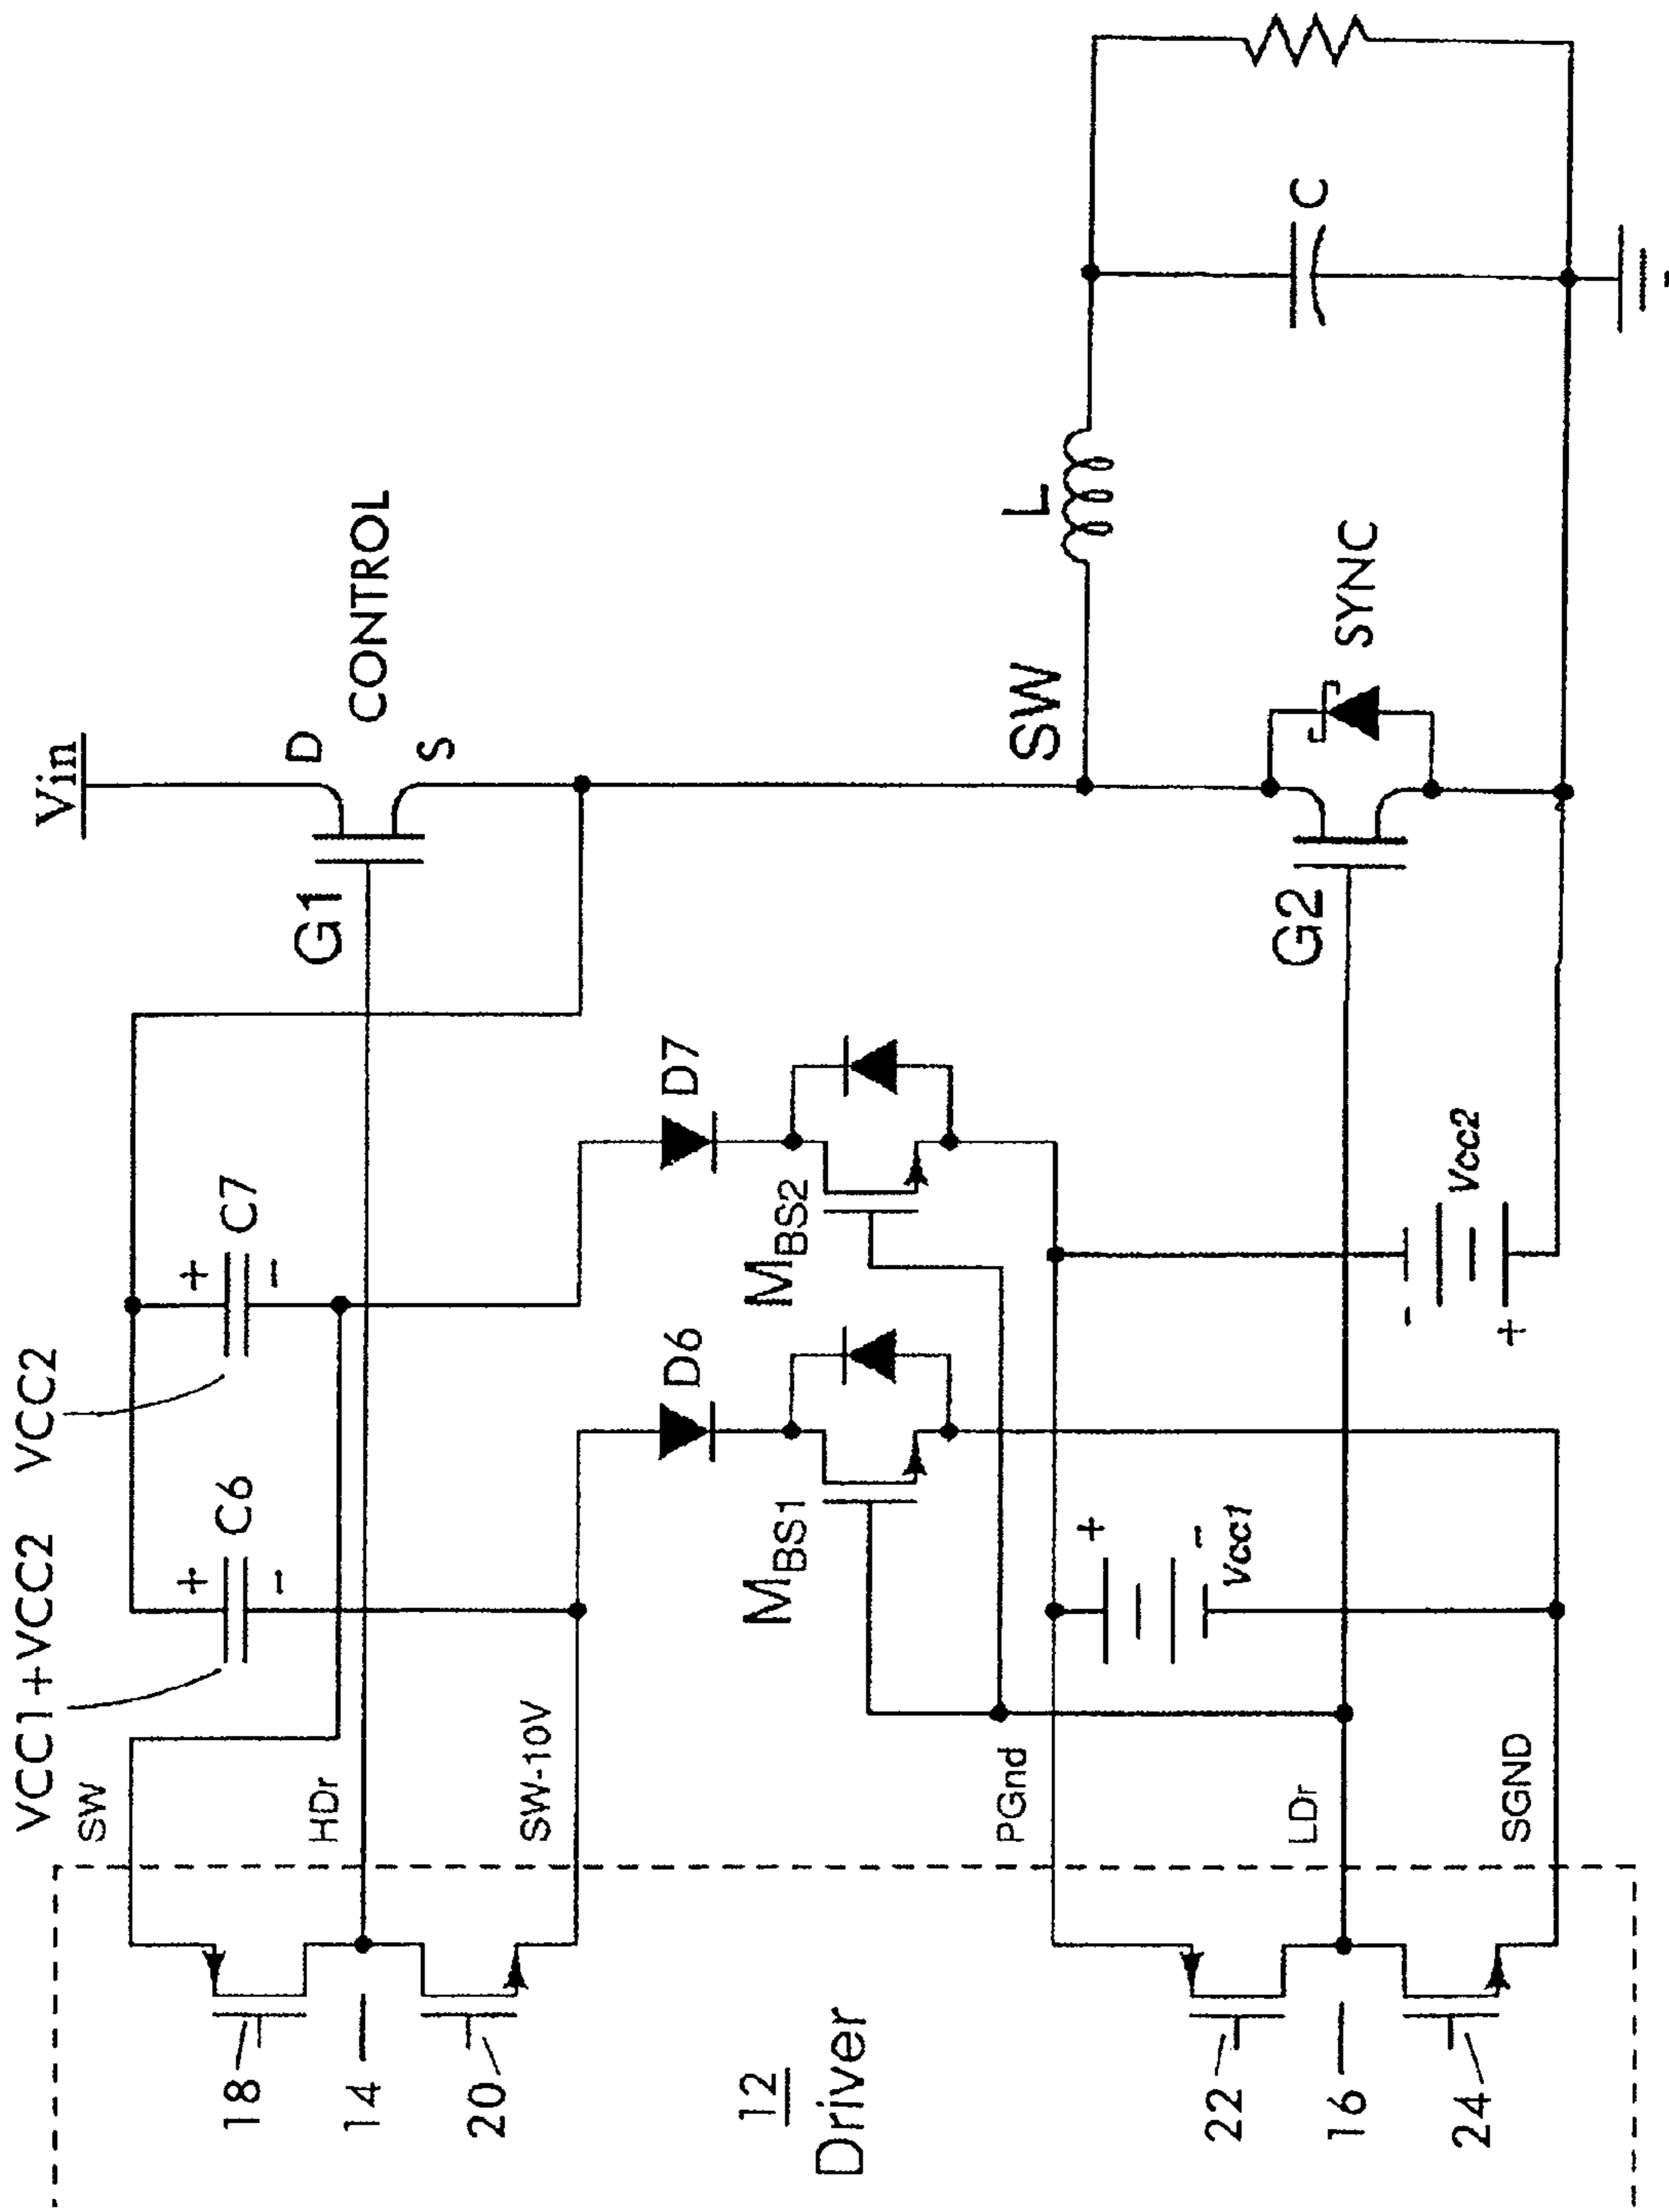 VCC1+VCC2
VCC2
Vin
SW
C6
+
-
C7
+
-
D
S
CONTROL
G1
HDr
SW-10V
18
14
20
D6
D7
MBS1
MBS2
12
Driver
SW
L
C
PGnd
+
-
Vcc1
-
+
Vcc2
G2
SYNC
LDr
SGND
22
16
24